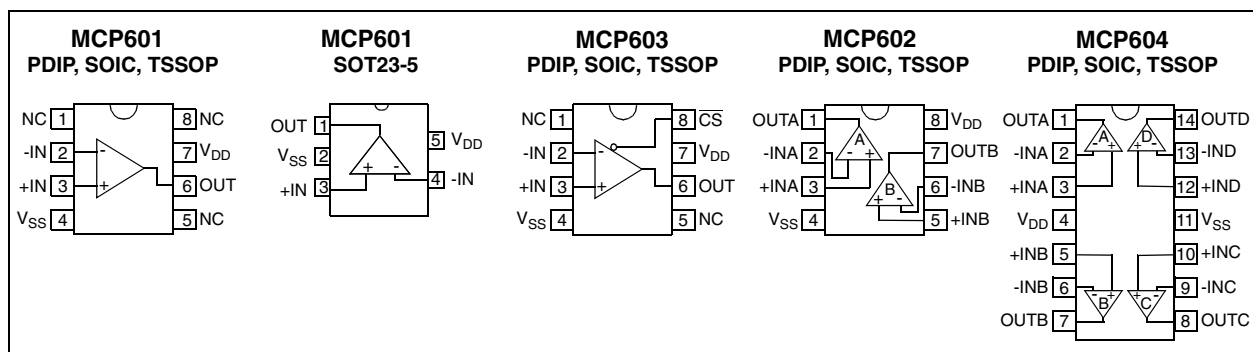 MCP601
PDIP, SOIC, TSSOP
NC 1
8 NC
-IN 2
-
7 VDD
+IN 3
+
6 OUT
VSS 4
5 NC
MCP601
SOT23-5
OUT 1
5 VDD
VSS 2
+ -
+IN 3
4 -IN
MCP603
PDIP, SOIC, TSSOP
NC 1
8 CS
-IN 2
-
7 VDD
+IN 3
+
6 OUT
VSS 4
5 NC
MCP602
PDIP, SOIC, TSSOP
OUTA 1
8 VDD
A
-INA 2
- +
7 OUTB
+INA 3
B
6 -INB
+ -
VSS 4
5 +INB
MCP604
PDIP, SOIC, TSSOP
OUTA 1
A D
14 OUTD
-INA 2
- + + -
13 -IND
+INA 3
12 +IND
VDD 4
11 VSS
+INB 5
10 +INC
-INB 6
- + + -
9 -INC
B C
OUTB 7
8 OUTC